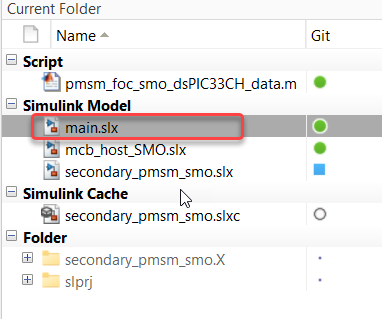 Current Folder
Name Git
Script
pmsm_foc_smo_dsPIC33CH_data.m
Simulink Model
main.slx
mcb_host_SMO.slx
secondary_pmsm_smo.slx
Simulink Cache
secondary_pmsm_smo.slxc
Folder
secondary_pmsm_smo.X
slprj